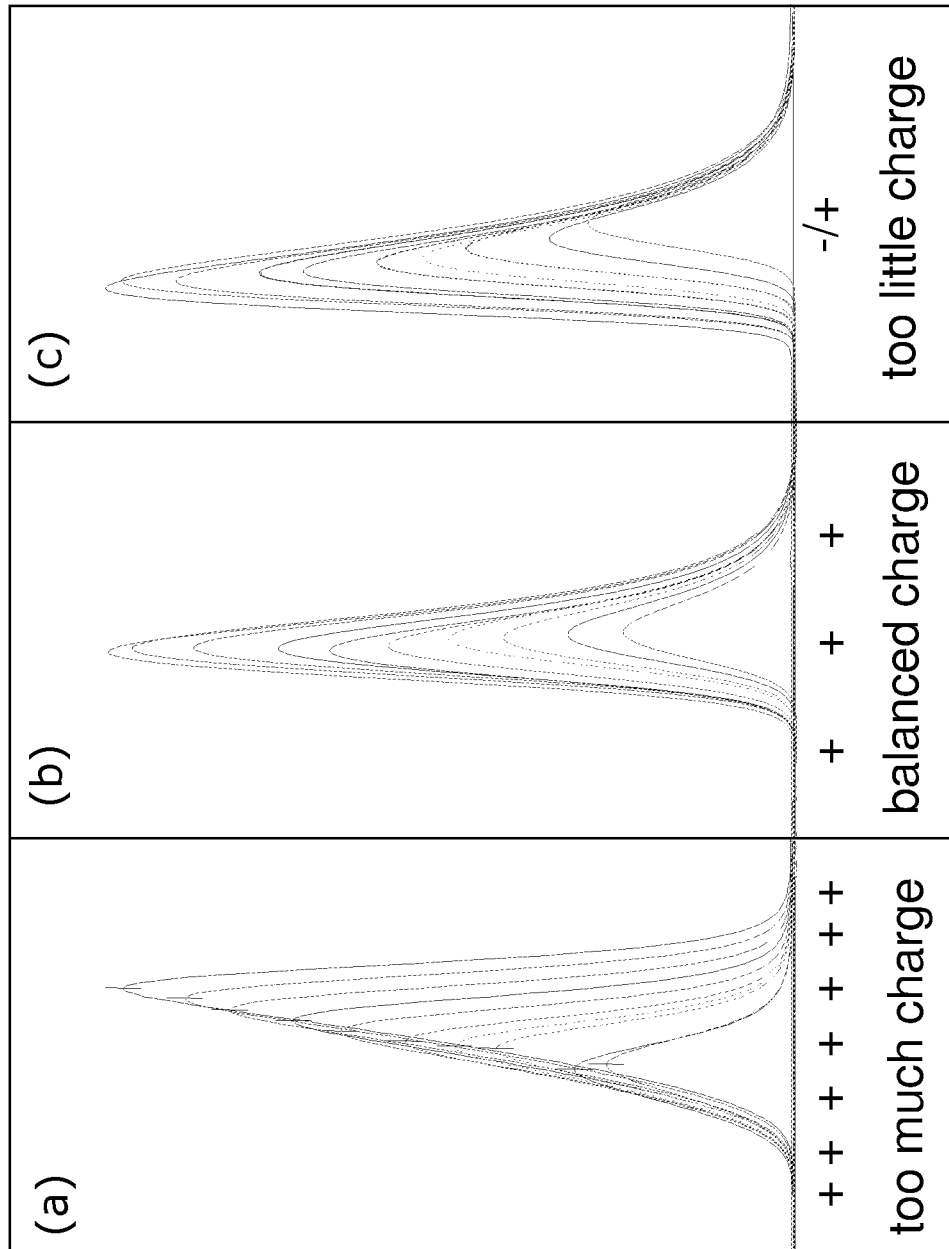 (a)
+ + + + + + +
too much charge
(b)
+ + +
balanced charge
(c)
-/+
too little charge